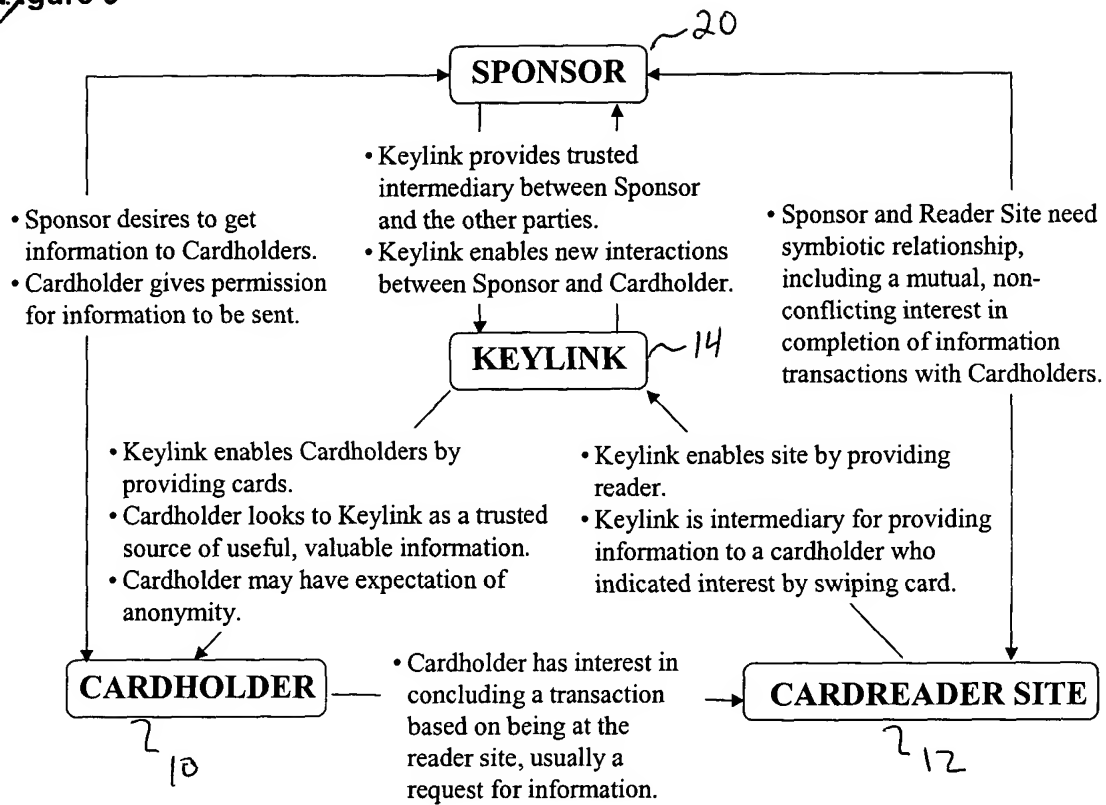 20
SPONSOR
• Keylink provides trusted
intermediary between Sponsor
and the other parties.
• Keylink enables new interactions
between Sponsor and Cardholder.
• Sponsor desires to get
information to Cardholders.
• Cardholder gives permission
for information to be sent.
• Sponsor and Reader Site need
symbiotic relationship,
including a mutual, non-
conflicting interest in
completion of information
transactions with Cardholders.
KEYLINK
14
• Keylink enables Cardholders by
providing cards.
• Cardholder looks to Keylink as a trusted
source of useful, valuable information.
• Cardholder may have expectation of
anonymity.
• Keylink enables site by providing
reader.
• Keylink is intermediary for providing
information to a cardholder who
indicated interest by swiping card.
CARDHOLDER
10
• Cardholder has interest in
concluding a transaction
based on being at the
reader site, usually a
request for information.
CARDREADER SITE
12